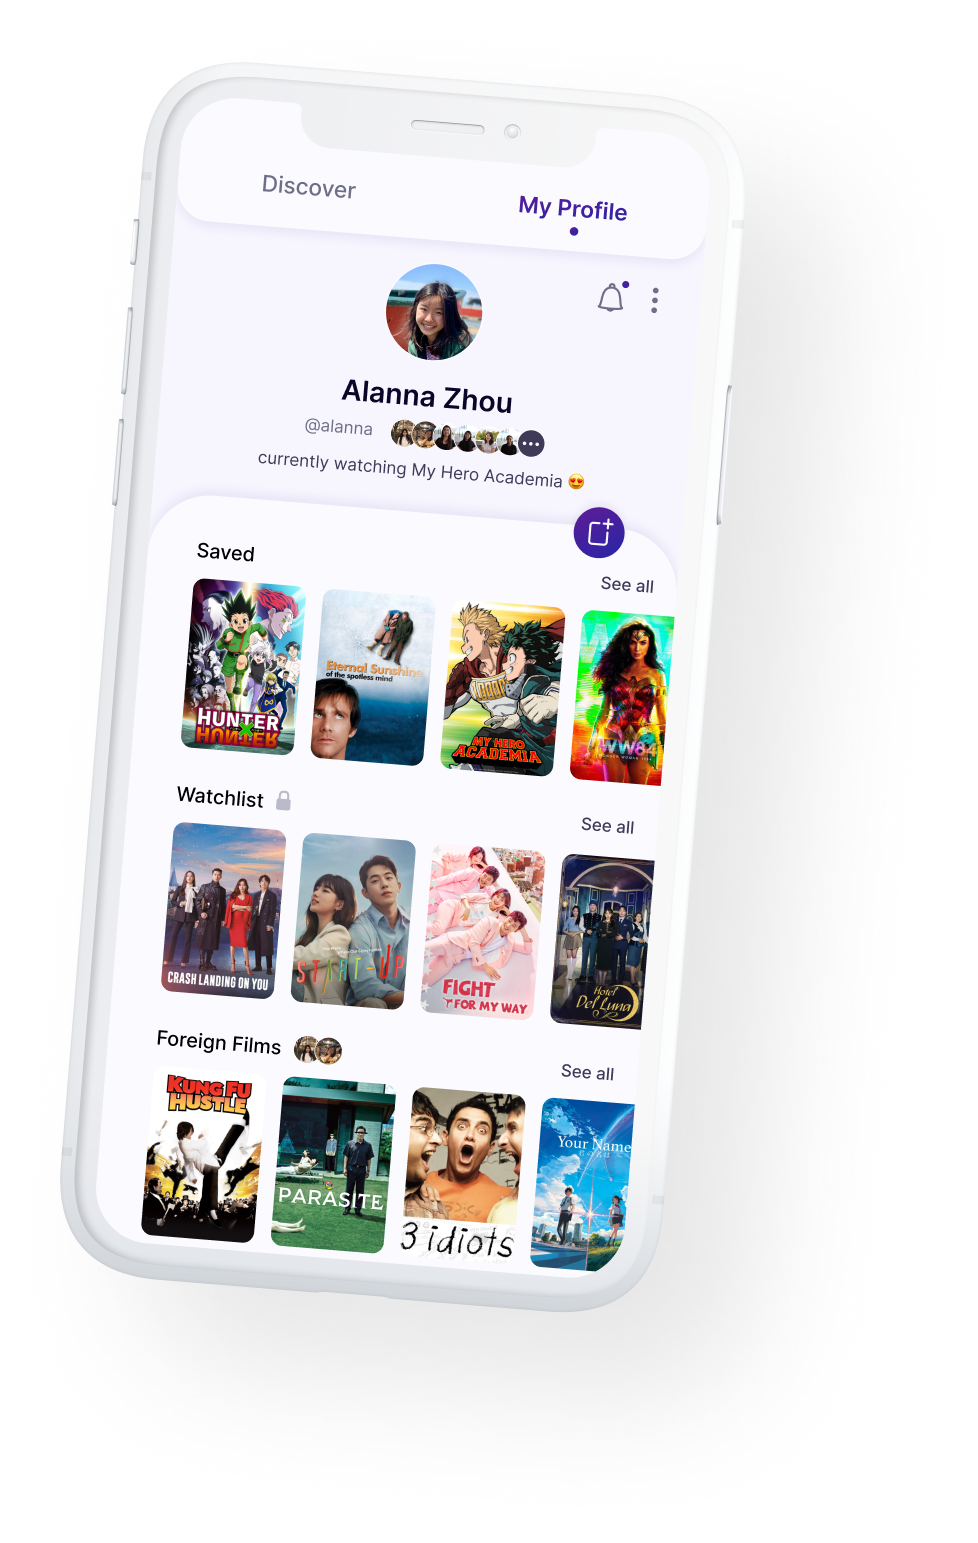 Discover
My Profile
Alanna Zhou
@alanna
currently watching My Hero Academia 😍
Saved
See all
HUNTER
HUNTER
Eternal Sunshine
of the spotless mind
MY HERO
ACADEMIA
WW84
Watchlist
See all
CRASH LANDING ON YOU
START-UP
FIGHT
FOR MY WAY
Hotel
Del Luna
Foreign Films
See all
KUNG FU
HUSTLE
PARASITE
3 idiots
Your Name